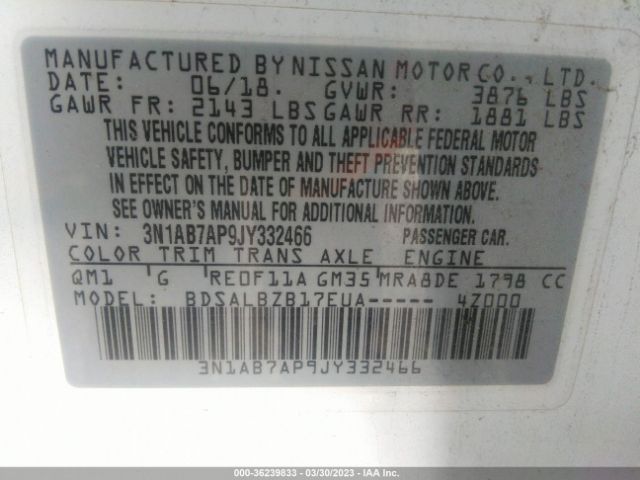 MANUFACTURED BY NISSAN MOTOR CO., LTD.
DATE: 06/18. GVWR: 3876 LBS
GAWR FR: 2143 LBS GAWR RR: 1881 LBS
THIS VEHICLE CONFORMS TO ALL APPLICABLE FEDERAL MOTOR
VEHICLE SAFETY, BUMPER AND THEFT PREVENTION STANDARDS
IN EFFECT ON THE DATE OF MANUFACTURE SHOWN ABOVE.
SEE OWNER'S MANUAL FOR ADDITIONAL INFORMATION.
VIN: 3N1AB7AP9JY332466 PASSENGER CAR.
COLOR TRIM TRANS AXLE ENGINE
QM1 G RE0F11A GM35 MRA8DE 1798 CC
MODEL: BDSALBZB17EUA----- 4Z000
3N1AB7AP9JY332466
000-36239833 - 03/30/2023 - IAAI.COM